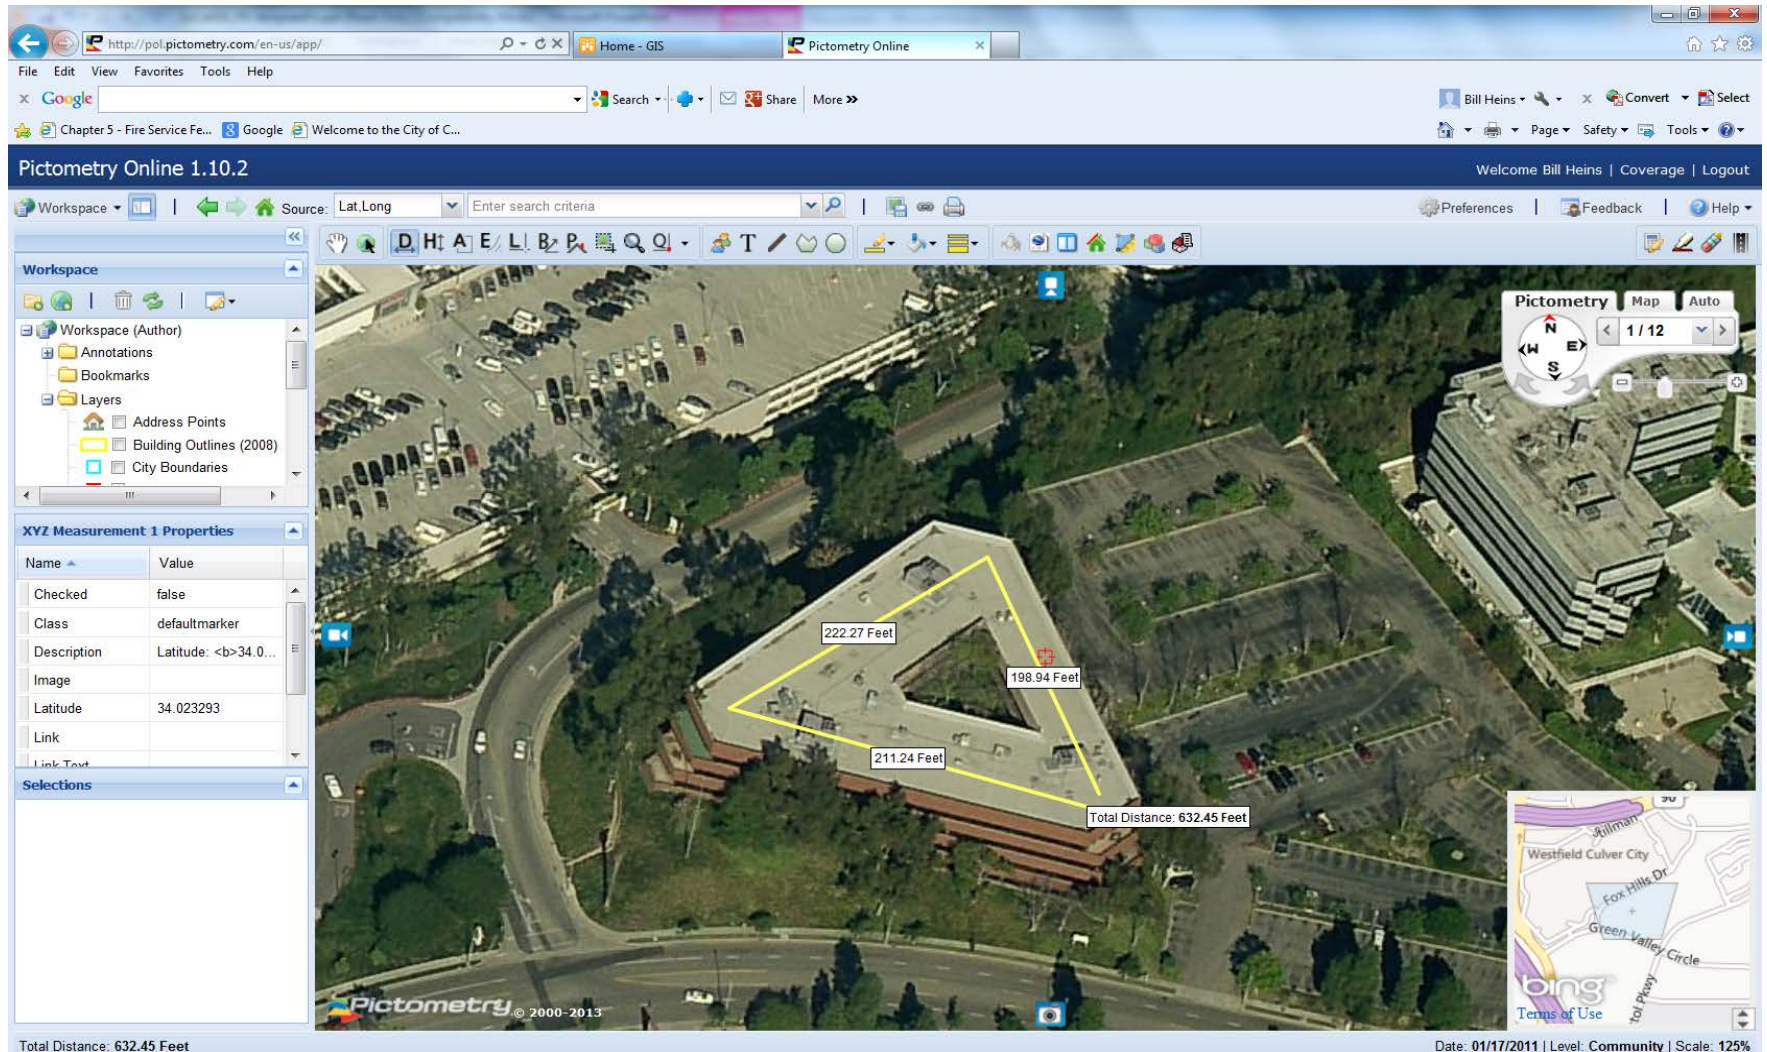 http://pol.pictometry.com/en-us/app/
Home - GIS
Pictometry Online
File Edit View Favorites Tools Help
Google
Search
Share
More »
Bill Heins
Convert
Select
Chapter 5 - Fire Service Fe...
Google
Welcome to the City of C...
Page
Safety
Tools
Pictometry Online 1.10.2
Welcome Bill Heins | Coverage | Logout
Workspace
Source:
Lat,Long
Enter search criteria
Preferences
Feedback
Help
Workspace
Workspace (Author)
Annotations
Bookmarks
Layers
Address Points
Building Outlines (2008)
City Boundaries
XYZ Measurement 1 Properties
Name Value
Checked false
Class defaultmarker
Description Latitude: <b>34.0...
Image
Latitude 34.023293
Link
Link Text
Selections
Pictometry Map Auto
N
W E
S
1 / 12
222.27 Feet
198.94 Feet
211.24 Feet
Total Distance: 632.45 Feet
90
Stillman
Westfield Culver City
Fox Hills Dr
Green Valley Circle
Pkwy
bing
Terms of Use
Pictometry © 2000-2013
Total Distance: 632.45 Feet
Date: 01/17/2011 | Level: Community | Scale: 125%